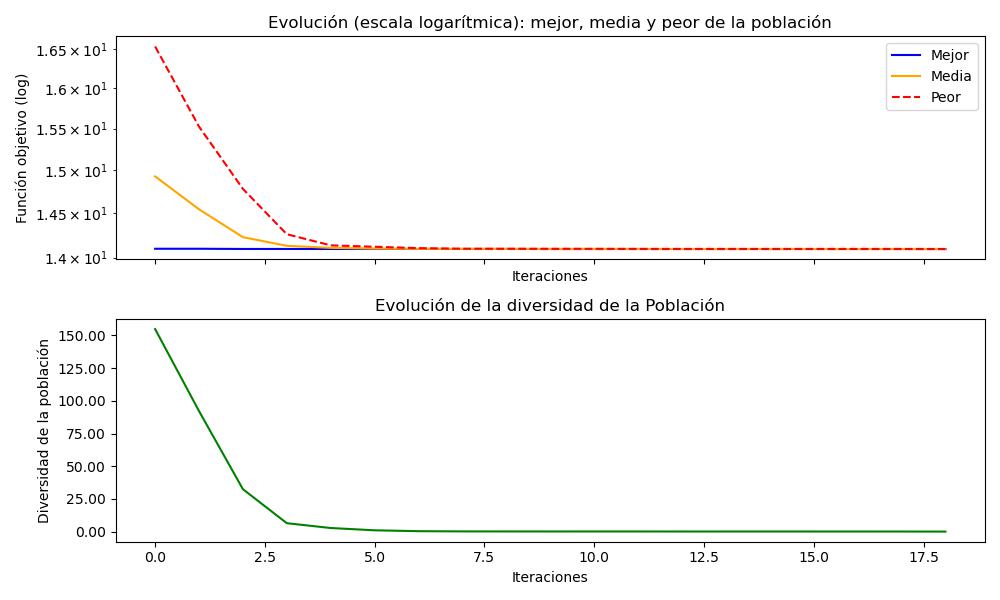 Evolución (escala logarítmica): mejor, media y peor de la población
1.65 × 10¹
1.6 × 10¹
1.55 × 10¹
1.5 × 10¹
1.45 × 10¹
1.4 × 10¹
Función objetivo (log)
Mejor
Media
Peor
Iteraciones
Evolución de la diversidad de la Población
150.00
125.00
100.00
75.00
50.00
25.00
0.00
Diversidad de la población
0.0 2.5 5.0 7.5 10.0 12.5 15.0 17.5
Iteraciones